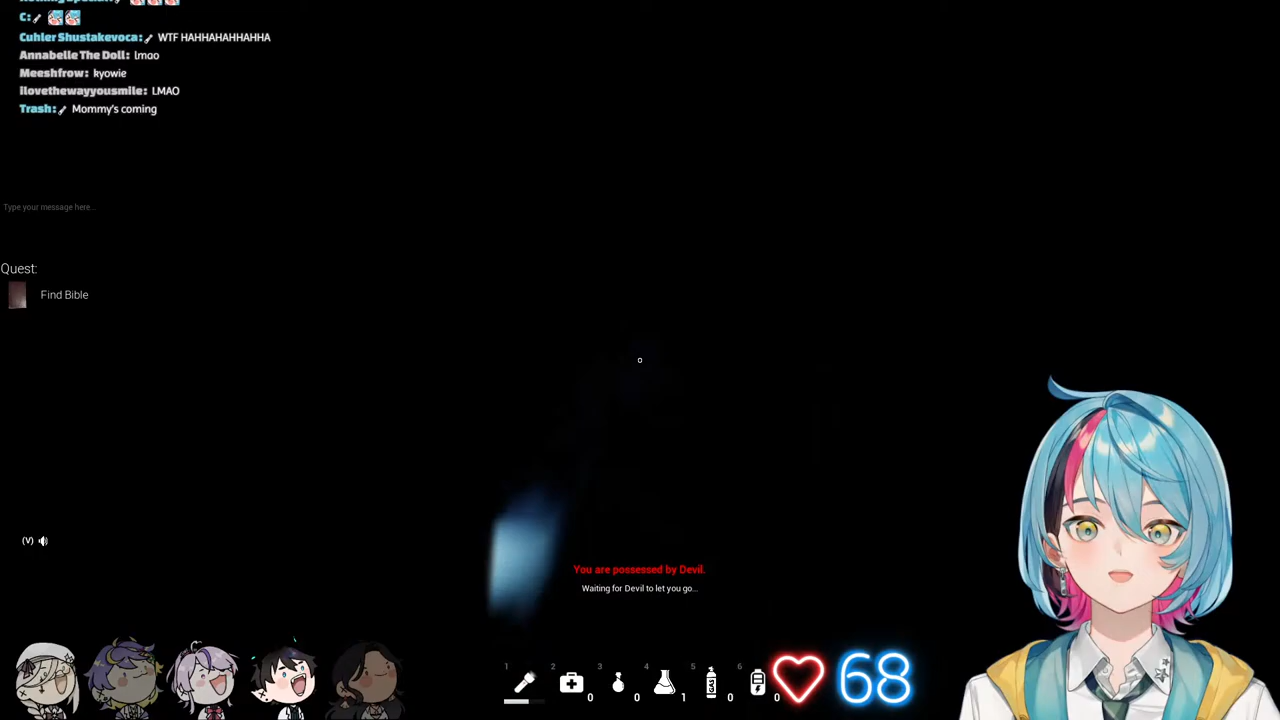 C:
Cuhler Shustakevoca: WTF HAHHAHAHHAHHA
Annabelle The Doll: lmao
Meeshfrow: kyowie
ilovethewayyousmile: LMAO
Trash: Mommy's coming
Type your message here...
Quest:
Find Bible
(V)
You are possessed by Devil.
Waiting for Devil to let you go...
1 2 3 4 5 6
GAS
0 0 1 0 0
68